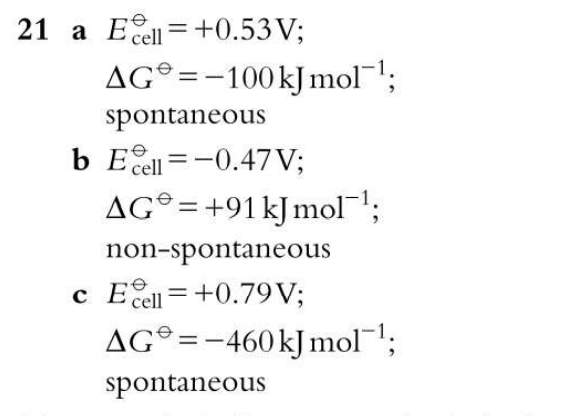 21 a E⦵cell = +0.53 V;
ΔG⦵ = −100 kJ mol⁻¹;
spontaneous
b E⦵cell = −0.47 V;
ΔG⦵ = +91 kJ mol⁻¹;
non-spontaneous
c E⦵cell = +0.79 V;
ΔG⦵ = −460 kJ mol⁻¹;
spontaneous